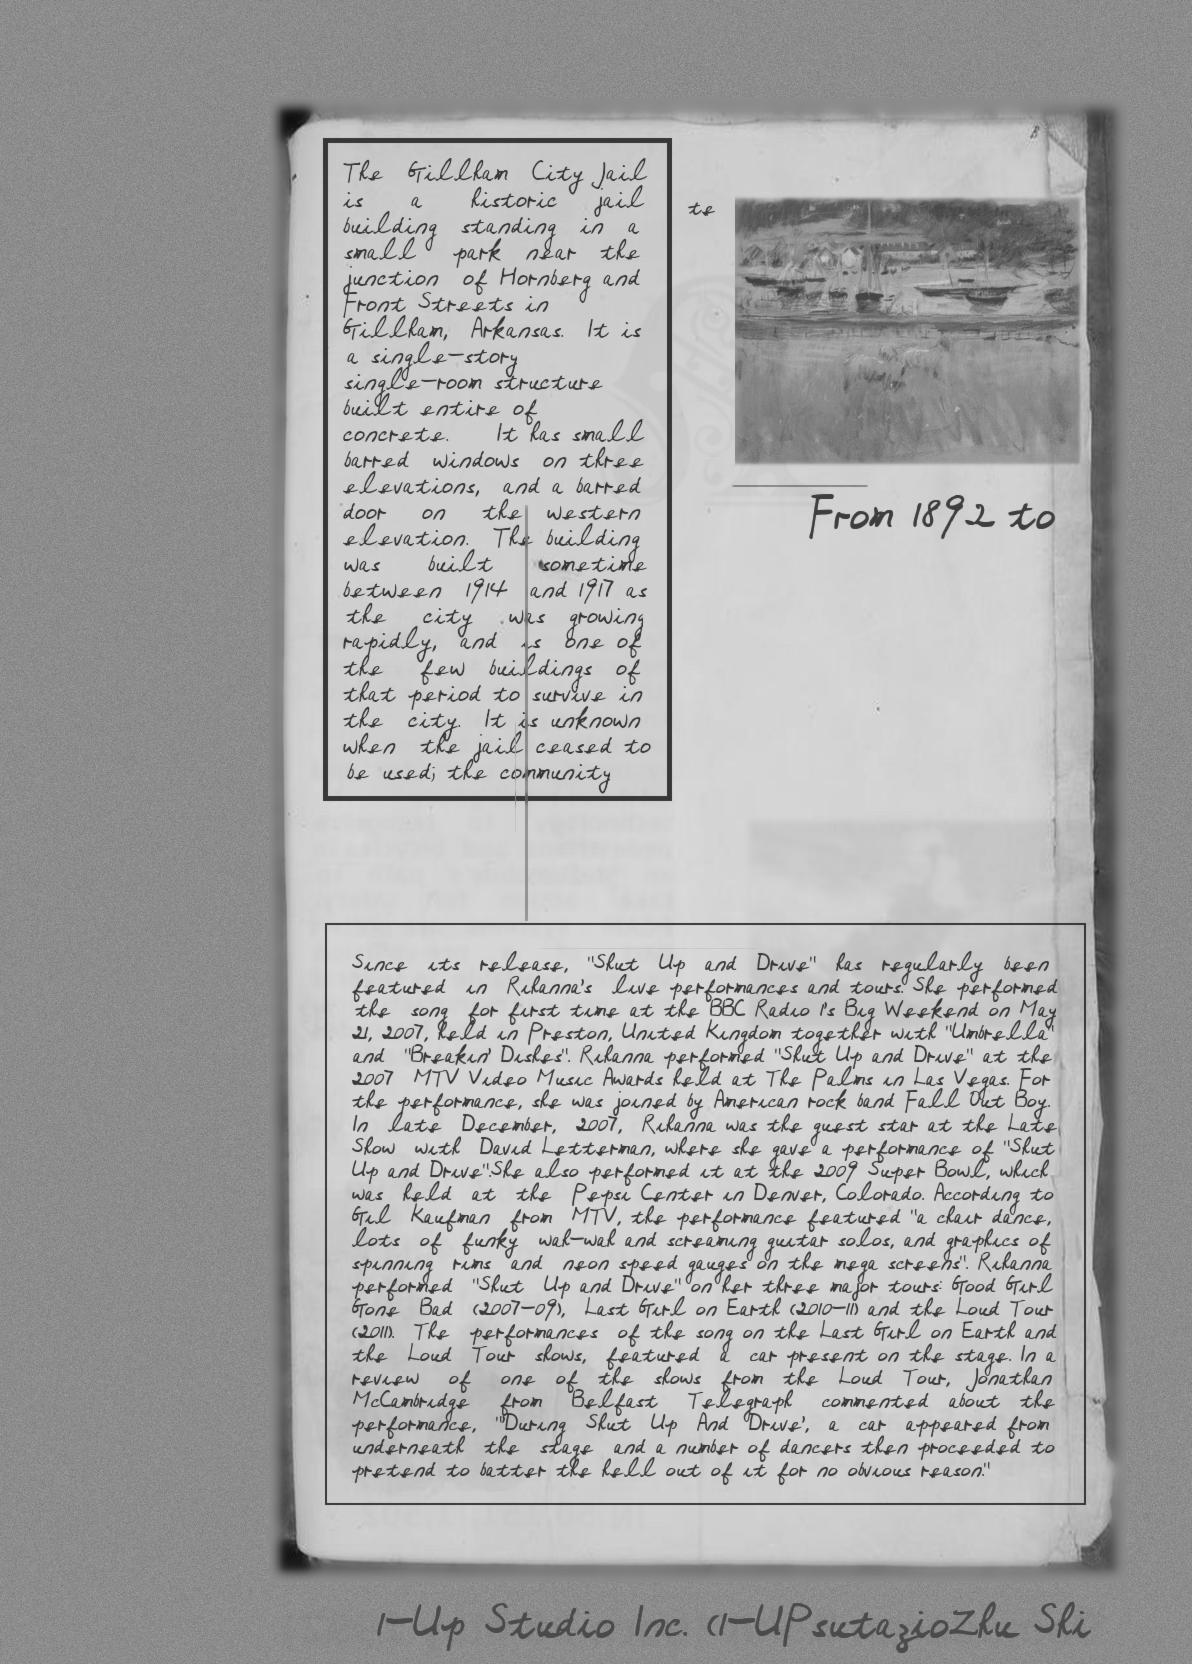 The Gillham City Jail
is a historic jail
building standing in a
small park near the
junction of Hornberg and
Front Streets in
Gillham, Arkansas. It is
a single-story
single-room structure
built entire of
concrete. It has small
barred windows on three
elevations, and a barred
door on the western
elevation. The building
was built sometime
between 1914 and 1917 as
the city was growing
rapidly, and is one of
the few buildings of
that period to survive in
the city. It is unknown
when the jail ceased to
be used; the community
te
From 1892 to
Since its release, "Shut Up and Drive" has regularly been
featured in Rihanna's live performances and tours. She performed
the song for first time at the BBC Radio 1's Big Weekend on May
21, 2007, held in Preston, United Kingdom together with "Umbrella"
and "Breakin' Dishes". Rihanna performed "Shut Up and Drive" at the
2007 MTV Video Music Awards held at The Palms in Las Vegas. For
the performance, she was joined by American rock band Fall Out Boy.
In late December, 2007, Rihanna was the guest star at the Late
Show with David Letterman, where she gave a performance of "Shut
Up and Drive".She also performed it at the 2009 Super Bowl, which
was held at the Pepsi Center in Denver, Colorado. According to
Gil Kaufman from MTV, the performance featured "a chair dance,
lots of funky wah-wah and screaming guitar solos, and graphics of
spinning rims and neon speed gauges on the mega screens". Rihanna
performed "Shut Up and Drive" on her three major tours: Good Girl
Gone Bad (2007-09), Last Girl on Earth (2010-11) and the Loud Tour
(2011). The performances of the song on the Last Girl on Earth and
the Loud Tour shows, featured a car present on the stage. In a
review of one of the shows from the Loud Tour, Jonathan
McCambridge from Belfast Telegraph commented about the
performance, "During 'Shut Up And Drive', a car appeared from
underneath the stage and a number of dancers then proceeded to
pretend to batter the hell out of it for no obvious reason."
1-Up Studio Inc. (1-UPsutazioZhu Shi